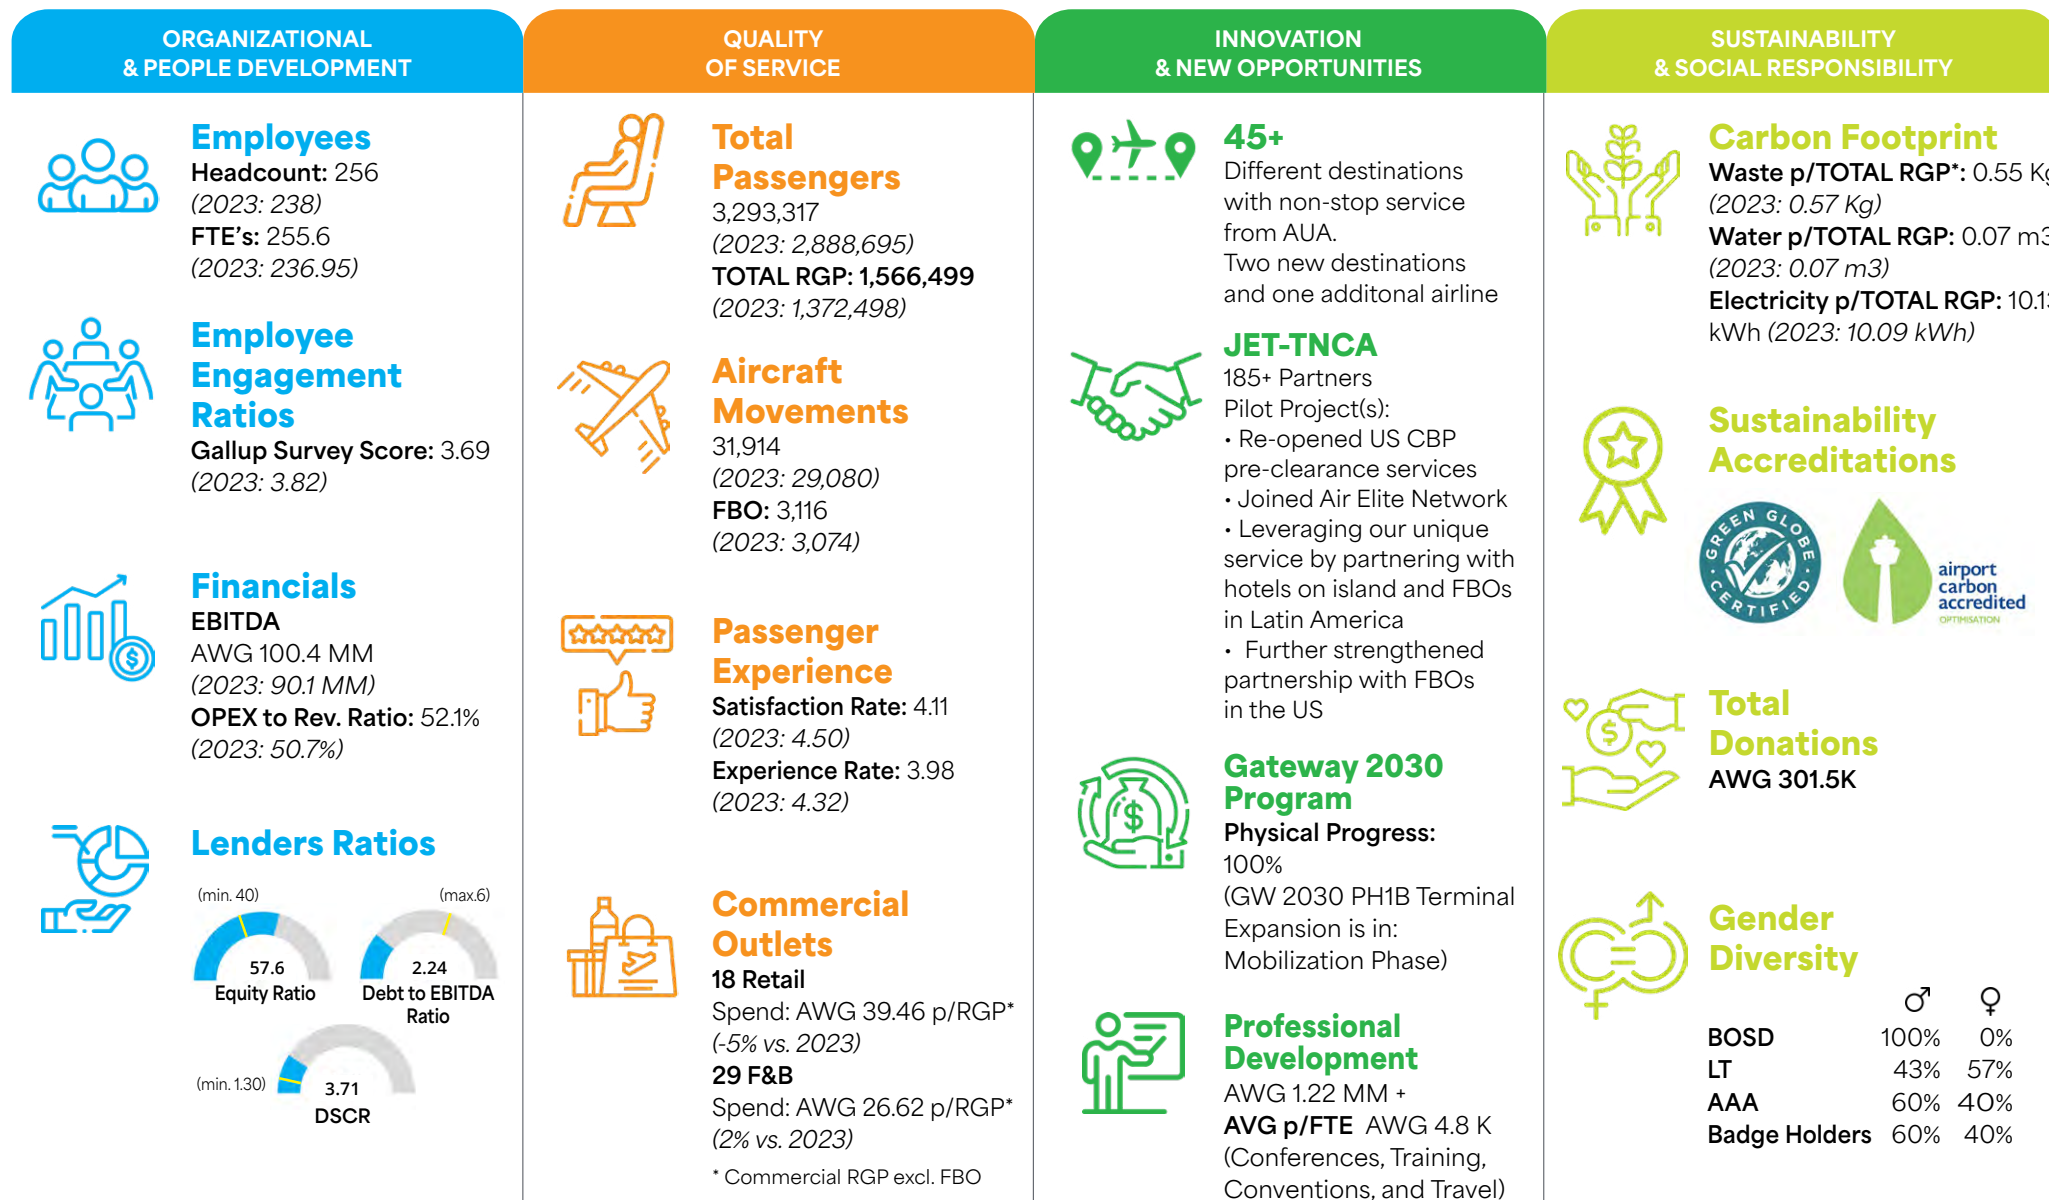 ORGANIZATIONAL
& PEOPLE DEVELOPMENT
Employees
Headcount: 256
(2023: 238)
FTE's: 255.6
(2023: 236.95)
Employee
Engagement
Ratios
Gallup Survey Score: 3.69
(2023: 3.82)
Financials
EBITDA
AWG 100.4 MM
(2023: 90.1 MM)
OPEX to Rev. Ratio: 52.1%
(2023: 50.7%)
Lenders Ratios
(min. 40)
57.6
Equity Ratio
(max.6)
2.24
Debt to EBITDA
Ratio
(min. 1.30)
3.71
DSCR
QUALITY
OF SERVICE
Total
Passengers
3,293,317
(2023: 2,888,695)
TOTAL RGP: 1,566,499
(2023: 1,372,498)
Aircraft
Movements
31,914
(2023: 29,080)
FBO: 3,116
(2023: 3,074)
Passenger
Experience
Satisfaction Rate: 4.11
(2023: 4.50)
Experience Rate: 3.98
(2023: 4.32)
Commercial
Outlets
18 Retail
Spend: AWG 39.46 p/RGP*
(-5% vs. 2023)
29 F&B
Spend: AWG 26.62 p/RGP*
(2% vs. 2023)
* Commercial RGP excl. FBO
INNOVATION
& NEW OPPORTUNITIES
45+
Different destinations
with non-stop service
from AUA.
Two new destinations
and one additonal airline
JET-TNCA
185+ Partners
Pilot Project(s):
• Re-opened US CBP
pre-clearance services
• Joined Air Elite Network
• Leveraging our unique
service by partnering with
hotels on island and FBOs
in Latin America
• Further strengthened
partnership with FBOs
in the US
Gateway 2030
Program
Physical Progress:
100%
(GW 2030 PH1B Terminal
Expansion is in:
Mobilization Phase)
Professional
Development
AWG 1.22 MM +
AVG p/FTE AWG 4.8 K
(Conferences, Training,
Conventions, and Travel)
SUSTAINABILITY
& SOCIAL RESPONSIBILITY
Carbon Footprint
Waste p/TOTAL RGP*: 0.55 Kg
(2023: 0.57 Kg)
Water p/TOTAL RGP: 0.07 m3
(2023: 0.07 m3)
Electricity p/TOTAL RGP: 10.13
kWh (2023: 10.09 kWh)
Sustainability
Accreditations
GREEN GLOBE
CERTIFIED
airport
carbon
accredited
OPTIMISATION
Total
Donations
AWG 301.5K
Gender
Diversity
♂ ♀
BOSD 100% 0%
LT 43% 57%
AAA 60% 40%
Badge Holders 60% 40%